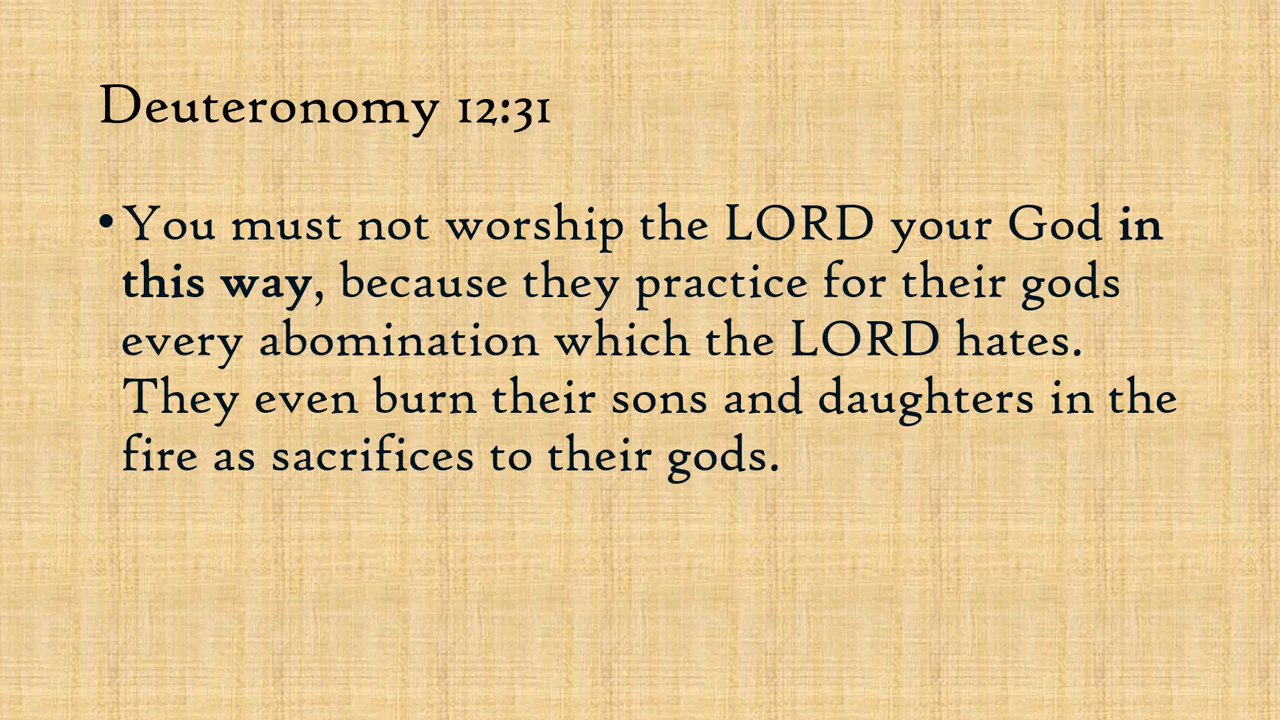 Deuteronomy 12:31
• You must not worship the LORD your God in
this way, because they practice for their gods
every abomination which the LORD hates.
They even burn their sons and daughters in the
fire as sacrifices to their gods.